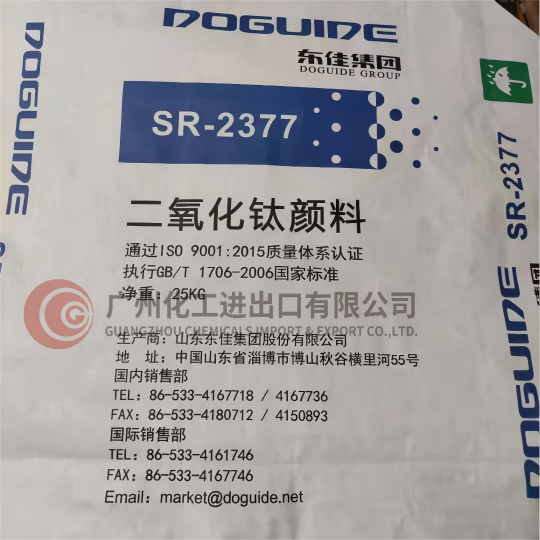 DOGUIDE
东佳集团
DOGUIDE GROUP
DOGUIDE
SR-2377
SR-2377
二氧化钛颜料
通过ISO 9001:2015质量体系认证
执行GB/T 1706-2006国家标准
净重：25KG
广州化工进出口有限公司
GUANGZHOU CHEMICALS IMPORT & EXPORT CO.,LTD.
生产商：山东东佳集团股份有限公司
地 址：中国山东省淄博市博山秋谷横里河55号
国内销售部
TEL：86-533-4167718 / 4167736
FAX：86-533-4180712 / 4150893
国际销售部
TEL：86-533-4161746
FAX：86-533-4167746
Email：market@doguide.net
DOGUIDE